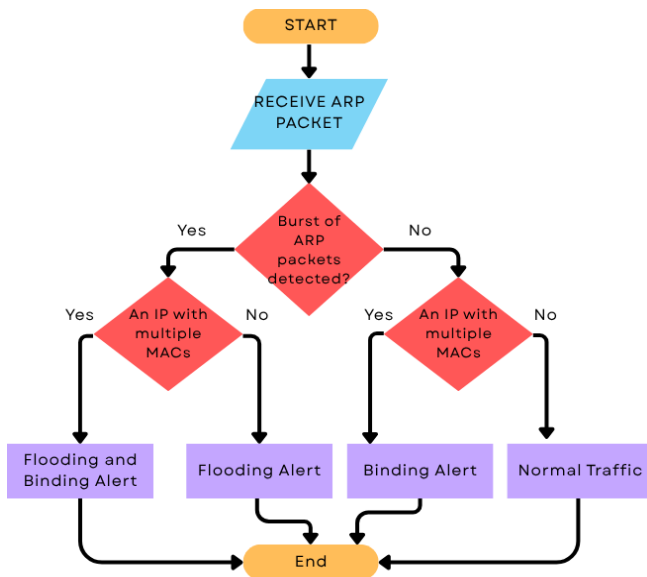 START
RECEIVE ARP
PACKET
Burst of
ARP
packets
detected?
Yes
No
An IP with
multiple
MACs
Yes
No
An IP with
multiple
MACs
Yes
No
Flooding and
Binding Alert
Flooding Alert
Binding Alert
Normal Traffic
End